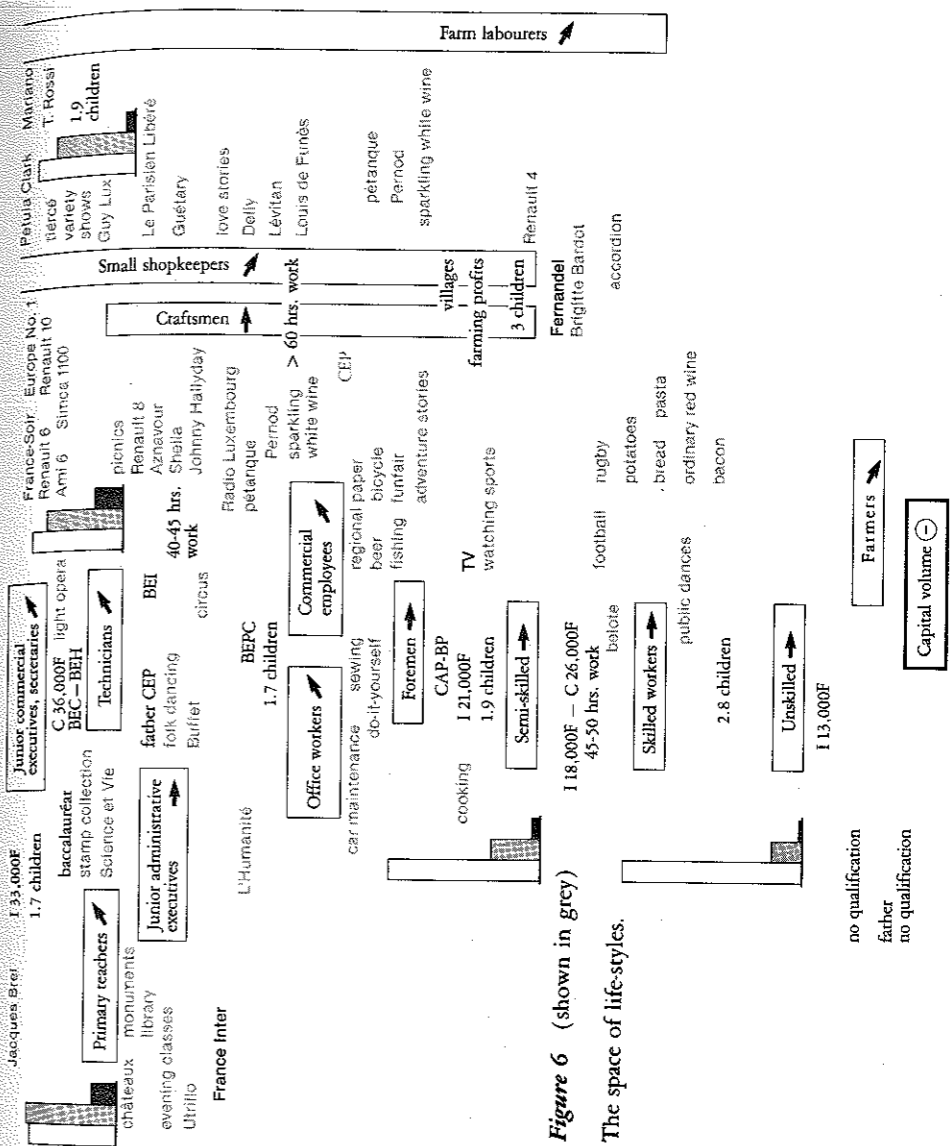 Jacques Brel
châteaux monuments
library
evening classes
Utrillo
France Inter
Primary teachers
I 33,000F
1.7 children
baccalauréat
stamp collection
Science et Vie
Junior administrative
executives
L'Humanité
Junior commercial
executives, secretaries
C 36,000F light opera
BEC – BEH
Technicians
father CEP BEI
folk dancing
Buffet circus
BEPC
1.7 children
Office workers
Commercial
employees
car maintenance sewing
do-it-yourself
regional paper
beer bicycle
fishing funfair
adventure stories
Foremen
CAP-BP
TV
watching sports
cooking
I 21,000F
1.9 children
Semi-skilled
I 18,000F – C 26,000F
45-50 hrs. work
belote
football rugby
Skilled workers
potatoes
bread pasta
ordinary red wine
bacon
public dances
2.8 children
Unskilled
I 13,000F
France-Soir Europe No. 1
Renault 6 Renault 10
Ami 6 Simca 1100
picnics
Renault 8
Aznavour
Sheila
Johnny Hallyday
40-45 hrs.
work
Radio Luxembourg
pétanque
Pernod
sparkling
white wine
> 60 hrs. work
CEP
Craftsmen
Small shopkeepers
villages
farming profits
3 children
Fernandel
Brigitte Bardot
accordion
Petula Clark Mariano
tiercé T. Rossi
variety
shows
Guy Lux
1.9
children
Le Parisien Libéré
Guétary
love stories
Delly
Lévitan
Louis de Funès
pétanque
Pernod
sparkling white wine
Renault 4
Farm labourers
Farmers
Capital volume ⊖
no qualification
father
no qualification
Figure 6 (shown in grey)
The space of life-styles.